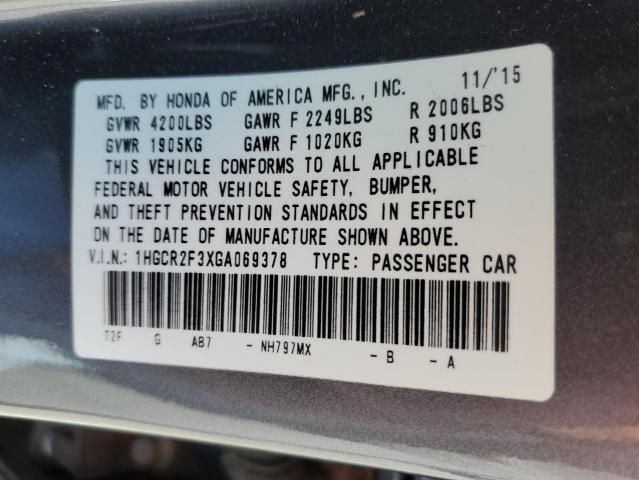 MFD. BY HONDA OF AMERICA MFG., INC. 11/'15
GVWR 4200LBS GAWR F 2249LBS R 2006LBS
GVWR 1905KG GAWR F 1020KG R 910KG
THIS VEHICLE CONFORMS TO ALL APPLICABLE
FEDERAL MOTOR VEHICLE SAFETY, BUMPER,
AND THEFT PREVENTION STANDARDS IN EFFECT
ON THE DATE OF MANUFACTURE SHOWN ABOVE.
V.I.N.: 1HGCR2F3XGA069378 TYPE: PASSENGER CAR
T2F G AB7 - NH797MX - B - A